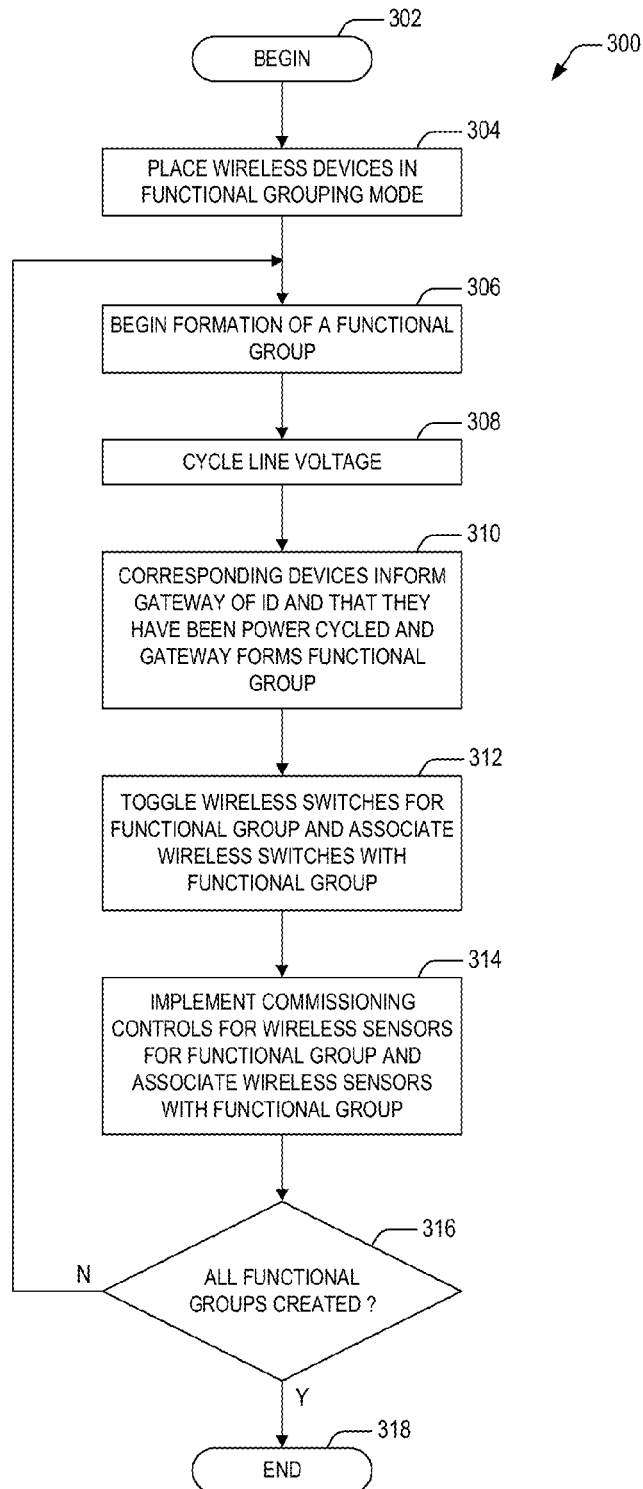 302
BEGIN
300
304
PLACE WIRELESS DEVICES IN
FUNCTIONAL GROUPING MODE
306
BEGIN FORMATION OF A FUNCTIONAL
GROUP
308
CYCLE LINE VOLTAGE
310
CORRESPONDING DEVICES INFORM
GATEWAY OF ID AND THAT THEY
HAVE BEEN POWER CYCLED AND
GATEWAY FORMS FUNCTIONAL
GROUP
312
TOGGLE WIRELESS SWITCHES FOR
FUNCTIONAL GROUP AND ASSOCIATE
WIRELESS SWITCHES WITH
FUNCTIONAL GROUP
314
IMPLEMENT COMMISSIONING
CONTROLS FOR WIRELESS SENSORS
FOR FUNCTIONAL GROUP AND
ASSOCIATE WIRELESS SENSORS
WITH FUNCTIONAL GROUP
316
N
ALL FUNCTIONAL
GROUPS CREATED ?
Y
318
END